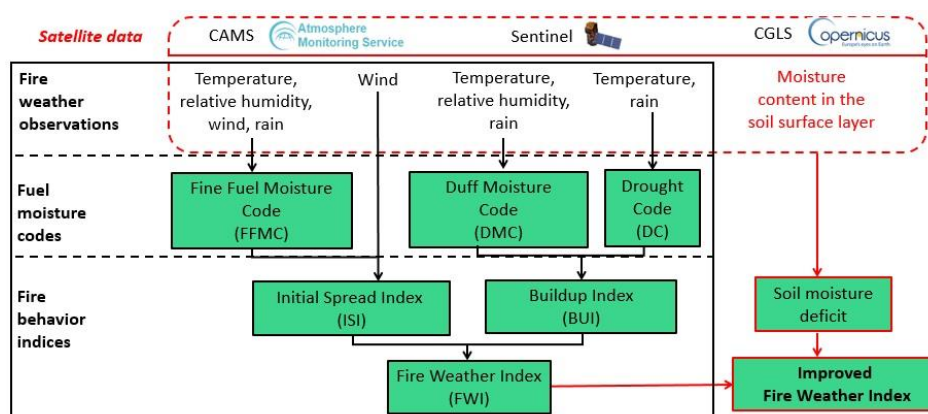 Satellite data
CAMS
Atmosphere
Monitoring Service
Sentinel
CGLS
opernicus
Europe's eyes on Earth
Fire
weather
observations
Temperature,
relative humidity,
wind, rain
Wind
Temperature,
relative humidity,
rain
Temperature,
rain
Moisture
content in the
soil surface layer
Fuel
moisture
codes
Fine Fuel Moisture
Code
(FFMC)
Duff Moisture
Code
(DMC)
Drought
Code
(DC)
Fire
behavior
indices
Initial Spread Index
(ISI)
Buildup Index
(BUI)
Soil moisture
deficit
Fire Weather Index
(FWI)
Improved
Fire Weather Index